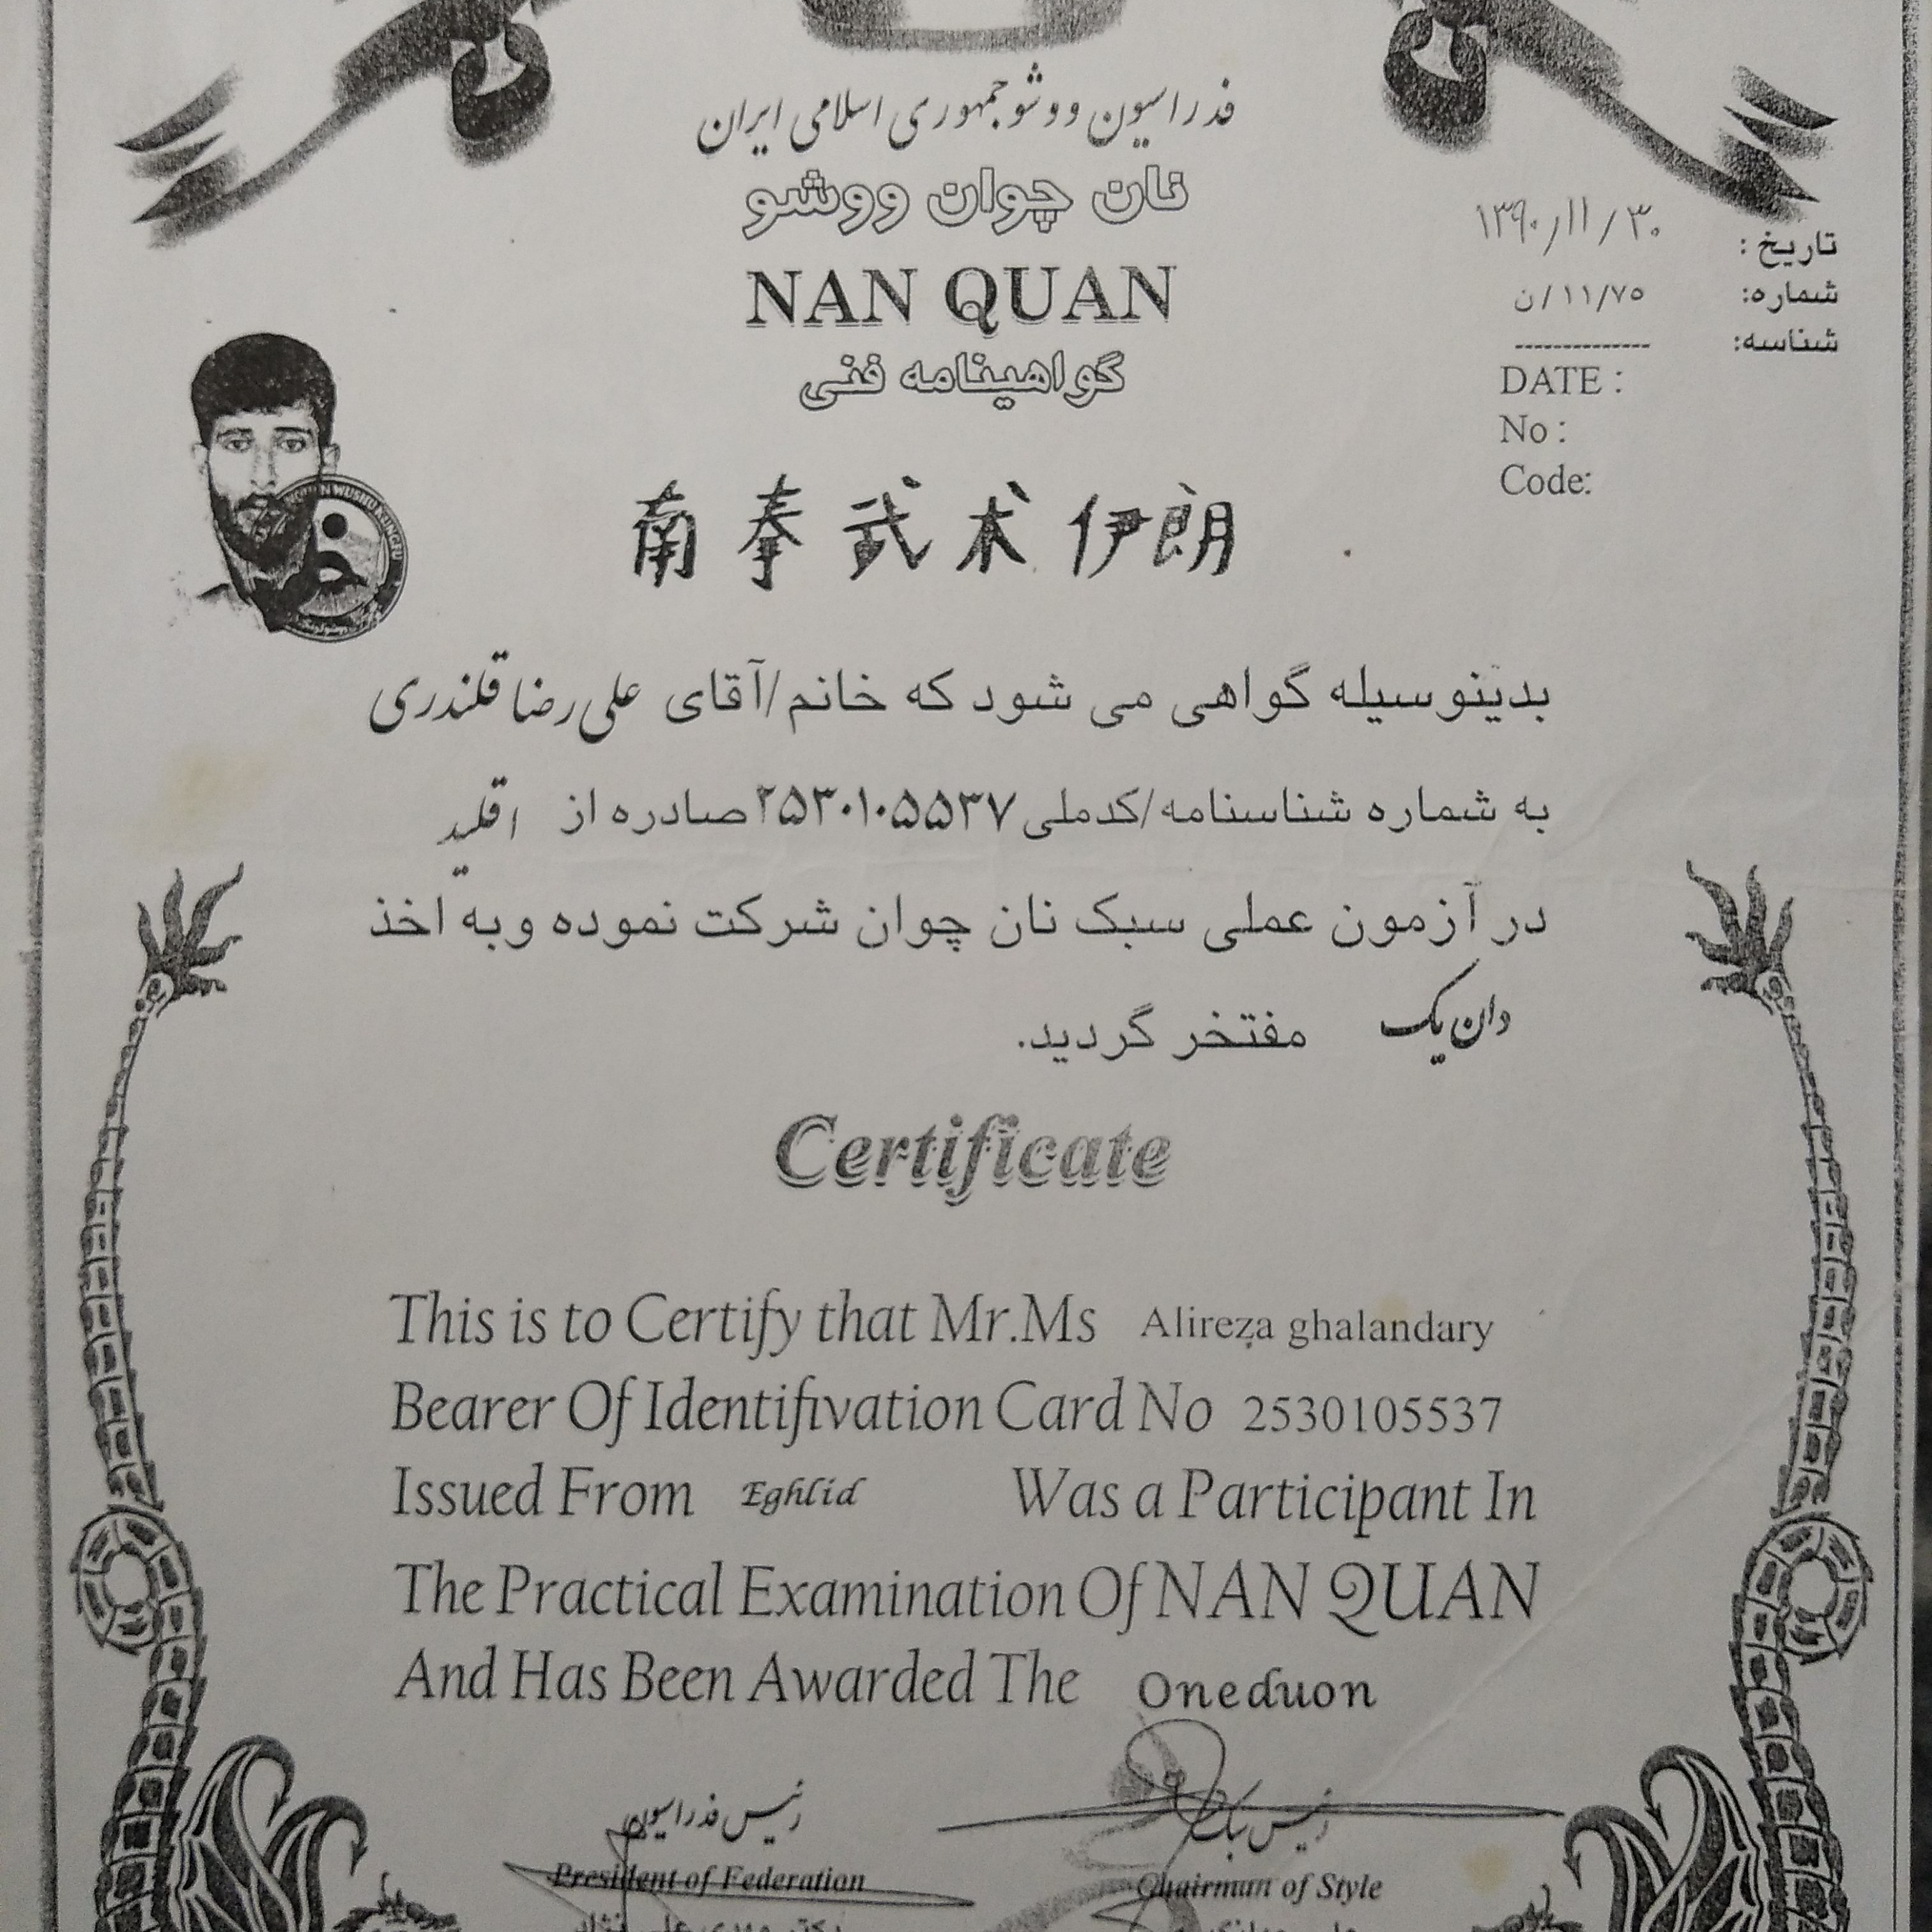 فدراسیون ووشو جمهوری اسلامی ایران
نان چوان ووشو
NAN QUAN
گواهینامه فنی
تاریخ : ۱۳۹۰/۱۱/۳۰
شماره: ۱۱/۷۵/ن
شناسه: --------------
DATE :
No :
Code:
南拳武术伊朗
بدینوسیله گواهی می شود که خانم/آقای علی رضا قلندری
به شماره شناسنامه/کدملی ۲۵۳۰۱۰۵۵۳۷ صادره از اقلید
در آزمون عملی سبک نان چوان شرکت نموده وبه اخذ
دان یک مفتخر گردید.
Certificate
This is to Certify that Mr.Ms Alireza ghalandary
Bearer Of Identifivation Card No 2530105537
Issued From Eghlid Was a Participant In
The Practical Examination Of NAN QUAN
And Has Been Awarded The Oneduon
رئیس فدراسیون
President of Federation
رئیس سبک
Chairman of Style